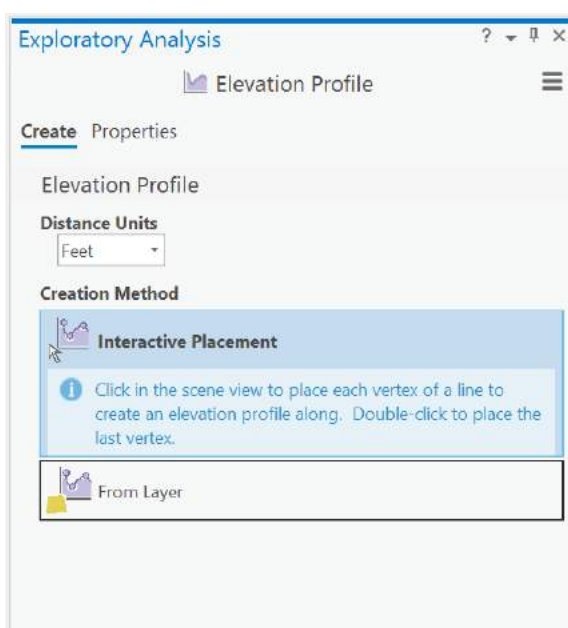 Exploratory Analysis
Elevation Profile
Create Properties
Elevation Profile
Distance Units
Feet
Creation Method
Interactive Placement
Click in the scene view to place each vertex of a line to
create an elevation profile along. Double-click to place the
last vertex.
From Layer